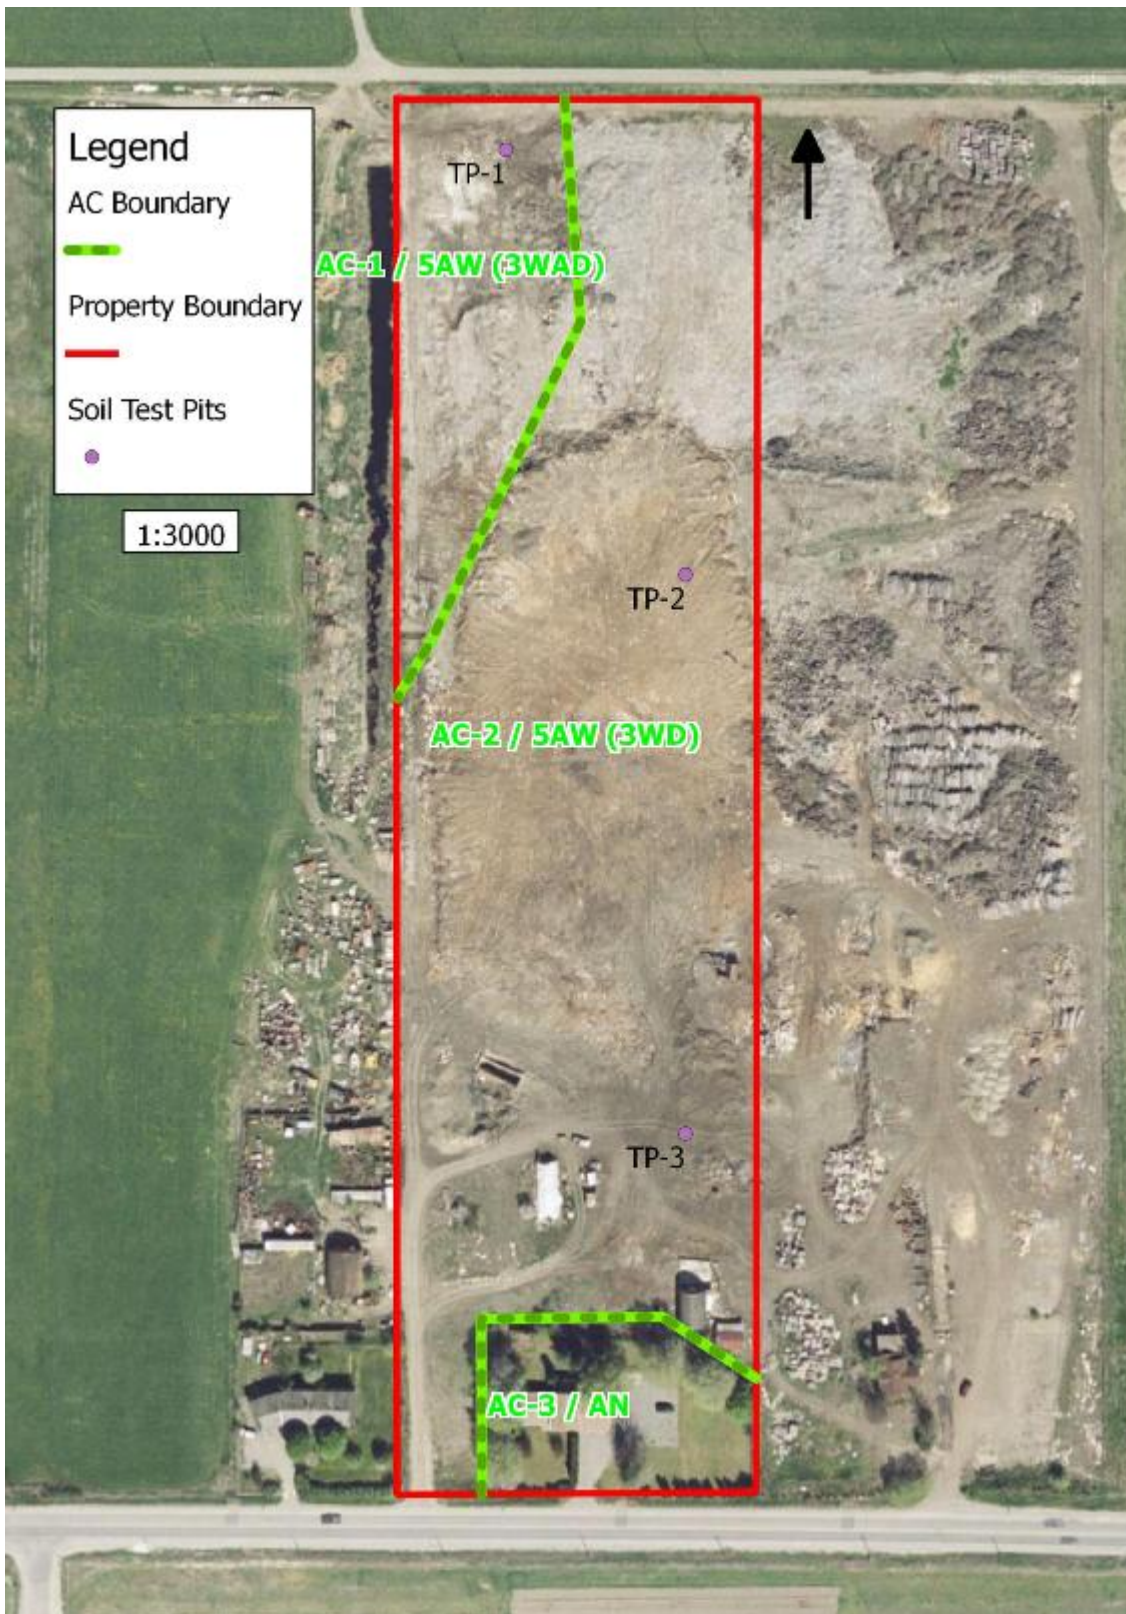 Legend
AC Boundary
Property Boundary
Soil Test Pits
1:3000
TP-1
AC-1 / 5AW (3WAD)
TP-2
AC-2 / 5AW (3WD)
TP-3
AC-3 / AN